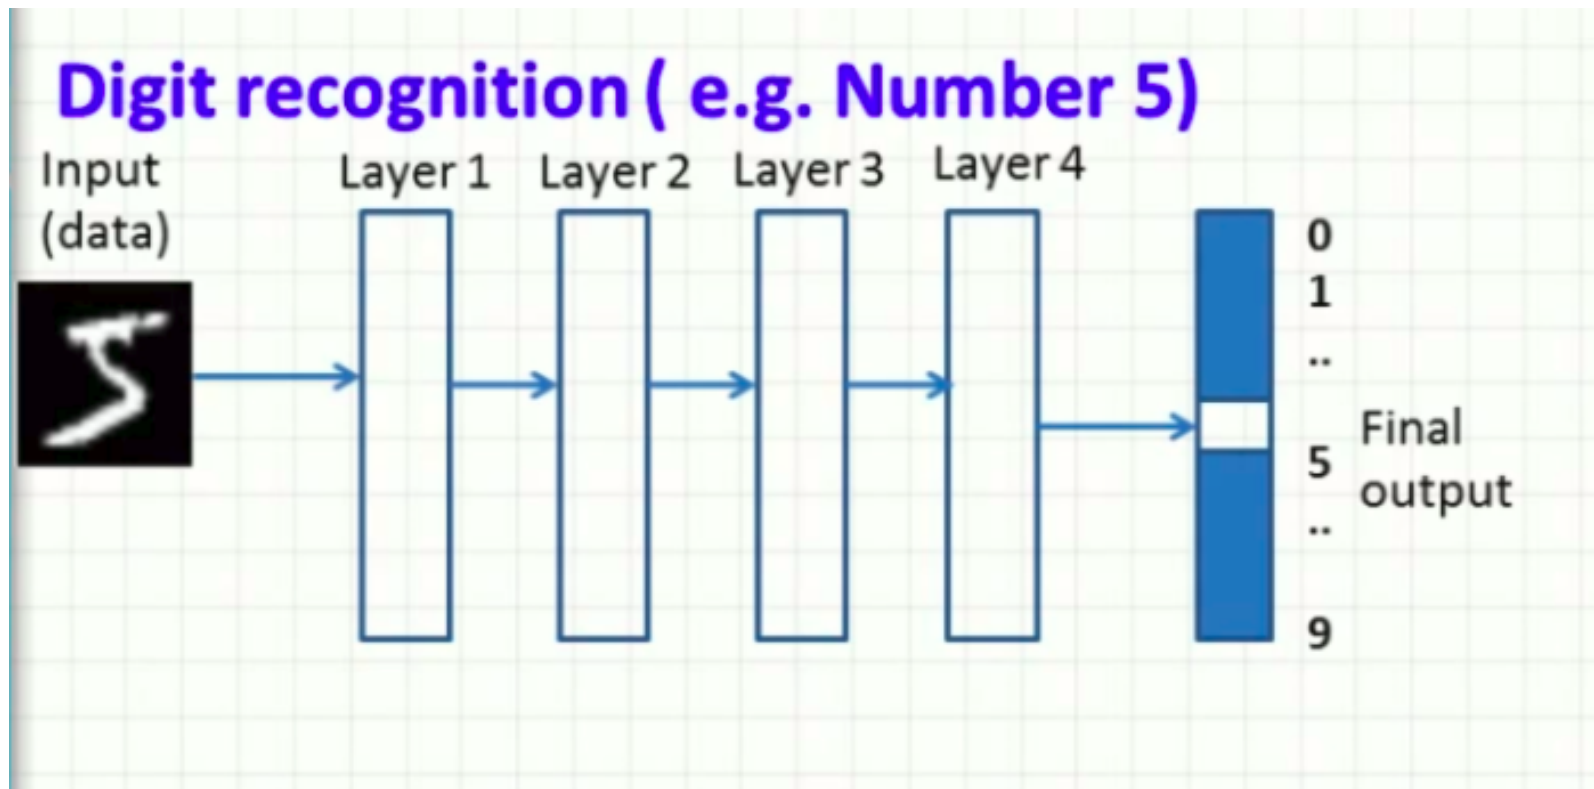 Digit recognition ( e.g. Number 5)
Input
(data)
Layer 1 Layer 2 Layer 3 Layer 4
5
0
1
..
5
..
9
Final
output